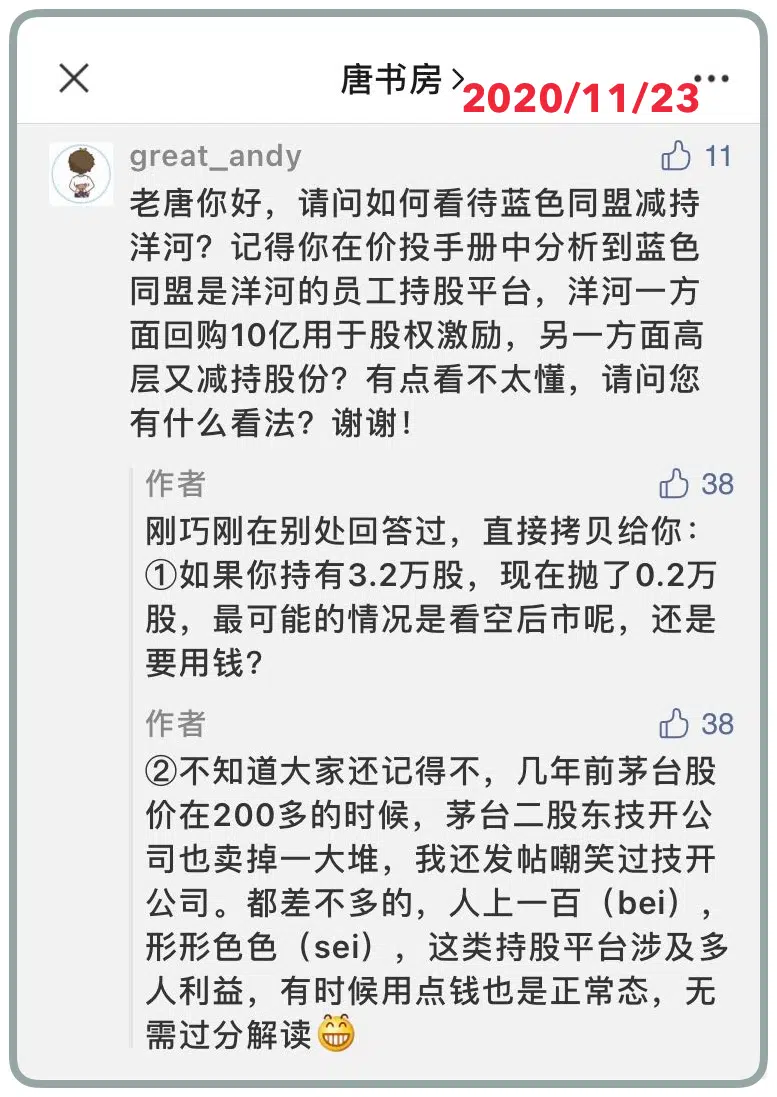 唐书房
2020/11/23
great_andy
11
老唐你好，请问如何看待蓝色同盟减持
洋河？记得你在价投手册中分析到蓝色
同盟是洋河的员工持股平台，洋河一方
面回购10亿用于股权激励，另一方面高
层又减持股份？有点看不太懂，请问您
有什么看法？谢谢！
作者
38
刚巧刚在别处回答过，直接拷贝给你：
①如果你持有3.2万股，现在抛了0.2万
股，最可能的情况是看空后市呢，还是
要用钱？
作者
38
②不知道大家还记得不，几年前茅台股
价在200多的时候，茅台二股东技开公
司也卖掉一大堆，我还发帖嘲笑过技开
公司。都差不多的，人上一百（bei），
形形色色（sei），这类持股平台涉及多
人利益，有时候用点钱也是正常态，无
需过分解读😁